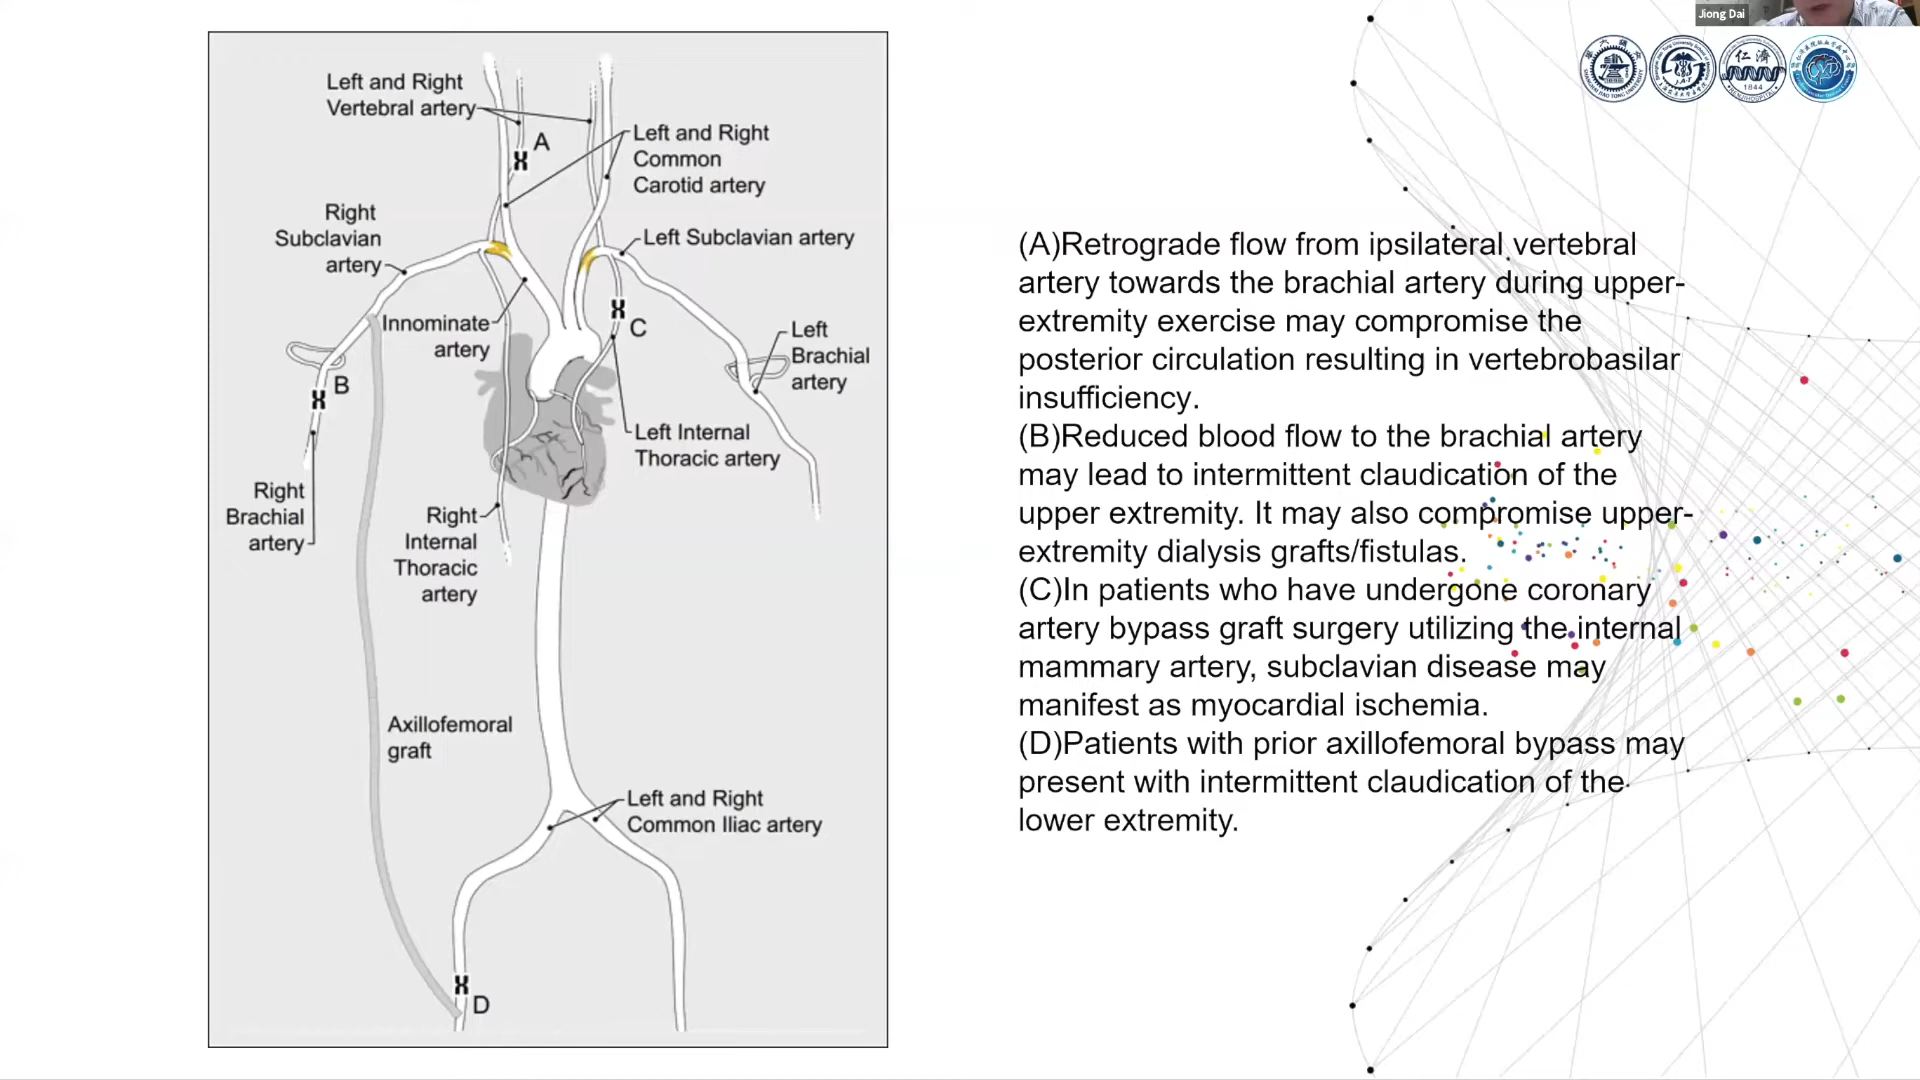 Jiong Dai
仁濟
1844
Left and Right
Vertebral artery
A
Left and Right
Common
Carotid artery
Right
Subclavian
artery
Left Subclavian artery
Innominate
artery
C
Left
Brachial
artery
B
Left Internal
Thoracic artery
Right
Brachial
artery
Right
Internal
Thoracic
artery
Axillofemoral
graft
Left and Right
Common Iliac artery
D
(A)Retrograde flow from ipsilateral vertebral
artery towards the brachial artery during upper-
extremity exercise may compromise the
posterior circulation resulting in vertebrobasilar
insufficiency.
(B)Reduced blood flow to the brachial artery
may lead to intermittent claudication of the
upper extremity. It may also compromise upper-
extremity dialysis grafts/fistulas.
(C)In patients who have undergone coronary
artery bypass graft surgery utilizing the internal
mammary artery, subclavian disease may
manifest as myocardial ischemia.
(D)Patients with prior axillofemoral bypass may
present with intermittent claudication of the
lower extremity.